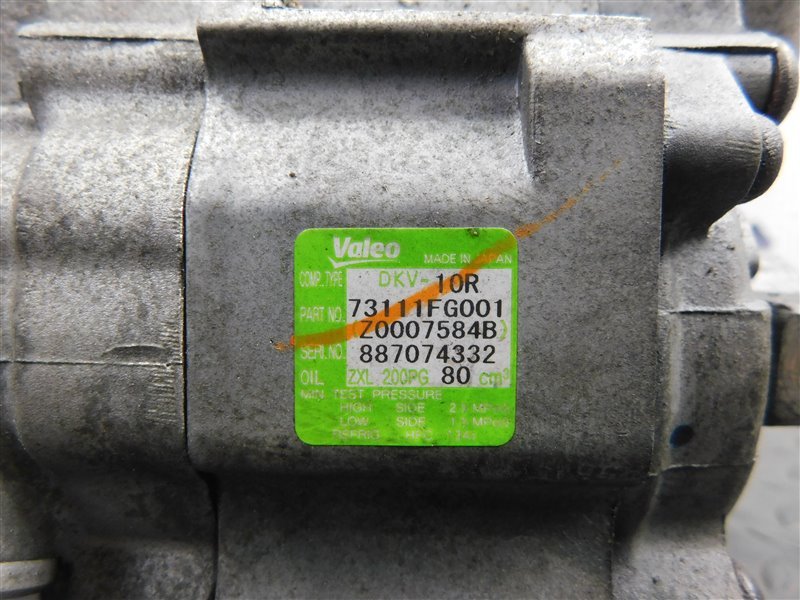 Valeo
MADE IN JAPAN
COMP. TYPE DKV-10R
PART NO. 73111FG001
(Z0007584B)
SERI.NO. 887074332
OIL ZXL 200PG 80 cm³
MIN. TEST PRESSURE
HIGH SIDE
LOW SIDE